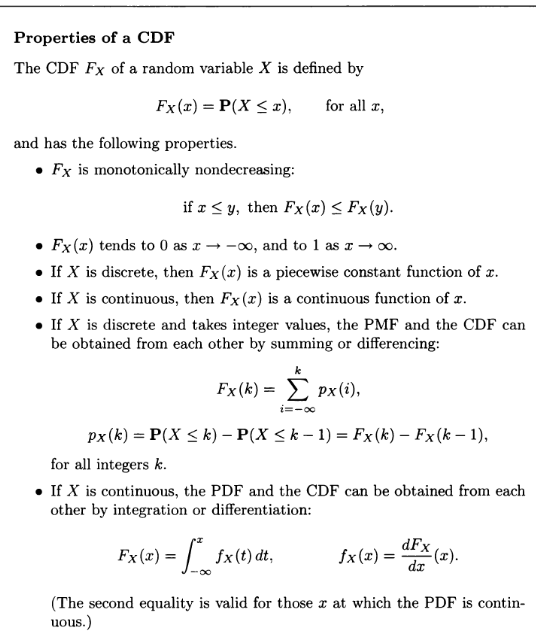 Properties of a CDF
The CDF F_X of a random variable X is defined by
F_X(x) = P(X ≤ x), for all x,
and has the following properties.
• F_X is monotonically nondecreasing:
if x ≤ y, then F_X(x) ≤ F_X(y).
• F_X(x) tends to 0 as x → −∞, and to 1 as x → ∞.
• If X is discrete, then F_X(x) is a piecewise constant function of x.
• If X is continuous, then F_X(x) is a continuous function of x.
• If X is discrete and takes integer values, the PMF and the CDF can
be obtained from each other by summing or differencing:
F_X(k) = ∑_{i=−∞}^{k} p_X(i),
p_X(k) = P(X ≤ k) − P(X ≤ k − 1) = F_X(k) − F_X(k − 1),
for all integers k.
• If X is continuous, the PDF and the CDF can be obtained from each
other by integration or differentiation:
F_X(x) = ∫_{−∞}^{x} f_X(t) dt, f_X(x) = dF_X/dx (x).
(The second equality is valid for those x at which the PDF is contin-
uous.)